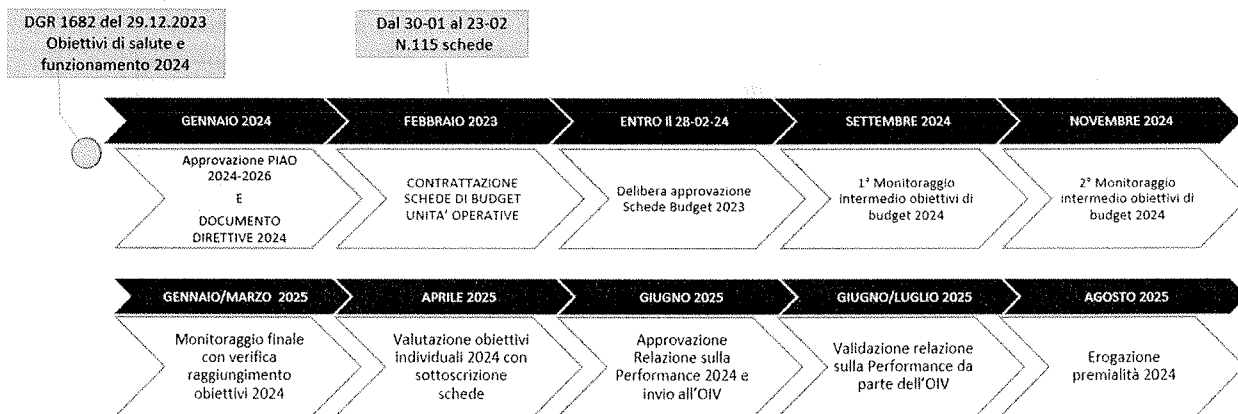 DGR 1682 del 29.12.2023
Obiettivi di salute e
funzionamento 2024
Dal 30-01 al 23-02
N.115 schede
GENNAIO 2024
FEBBRAIO 2023
ENTRO Il 28-02-24
SETTEMBRE 2024
NOVEMBRE 2024
Approvazione PIAO
2024-2026
E
DOCUMENTO
DIRETTIVE 2024
CONTRATTAZIONE
SCHEDE DI BUDGET
UNITA' OPERATIVE
Delibera approvazione
Schede Budget 2023
1° Monitoraggio
intermedio obiettivi di
budget 2024
2° Monitoraggio
intermedio obiettivi di
budget 2024
GENNAIO/MARZO 2025
APRILE 2025
GIUGNO 2025
GIUGNO/LUGLIO 2025
AGOSTO 2025
Monitoraggio finale
con verifica
raggiungimento
obiettivi 2024
Valutazione obiettivi
individuali 2024 con
sottoscrizione
schede
Approvazione
Relazione sulla
Performance 2024 e
invio all'OIV
Validazione relazione
sulla Performance da
parte dell'OIV
Erogazione
premialità 2024